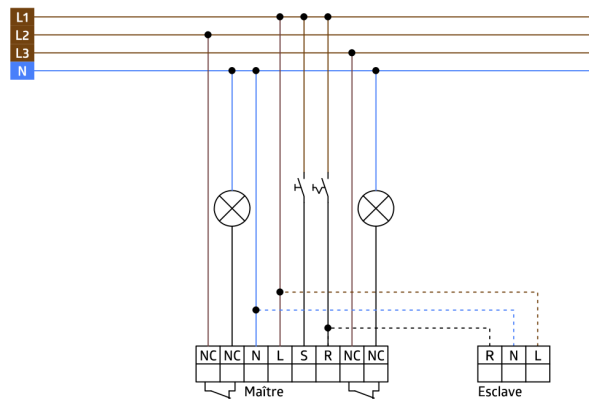 L1
L2
L3
N
NC NC N L S R NC NC
R N L
Maître
Esclave